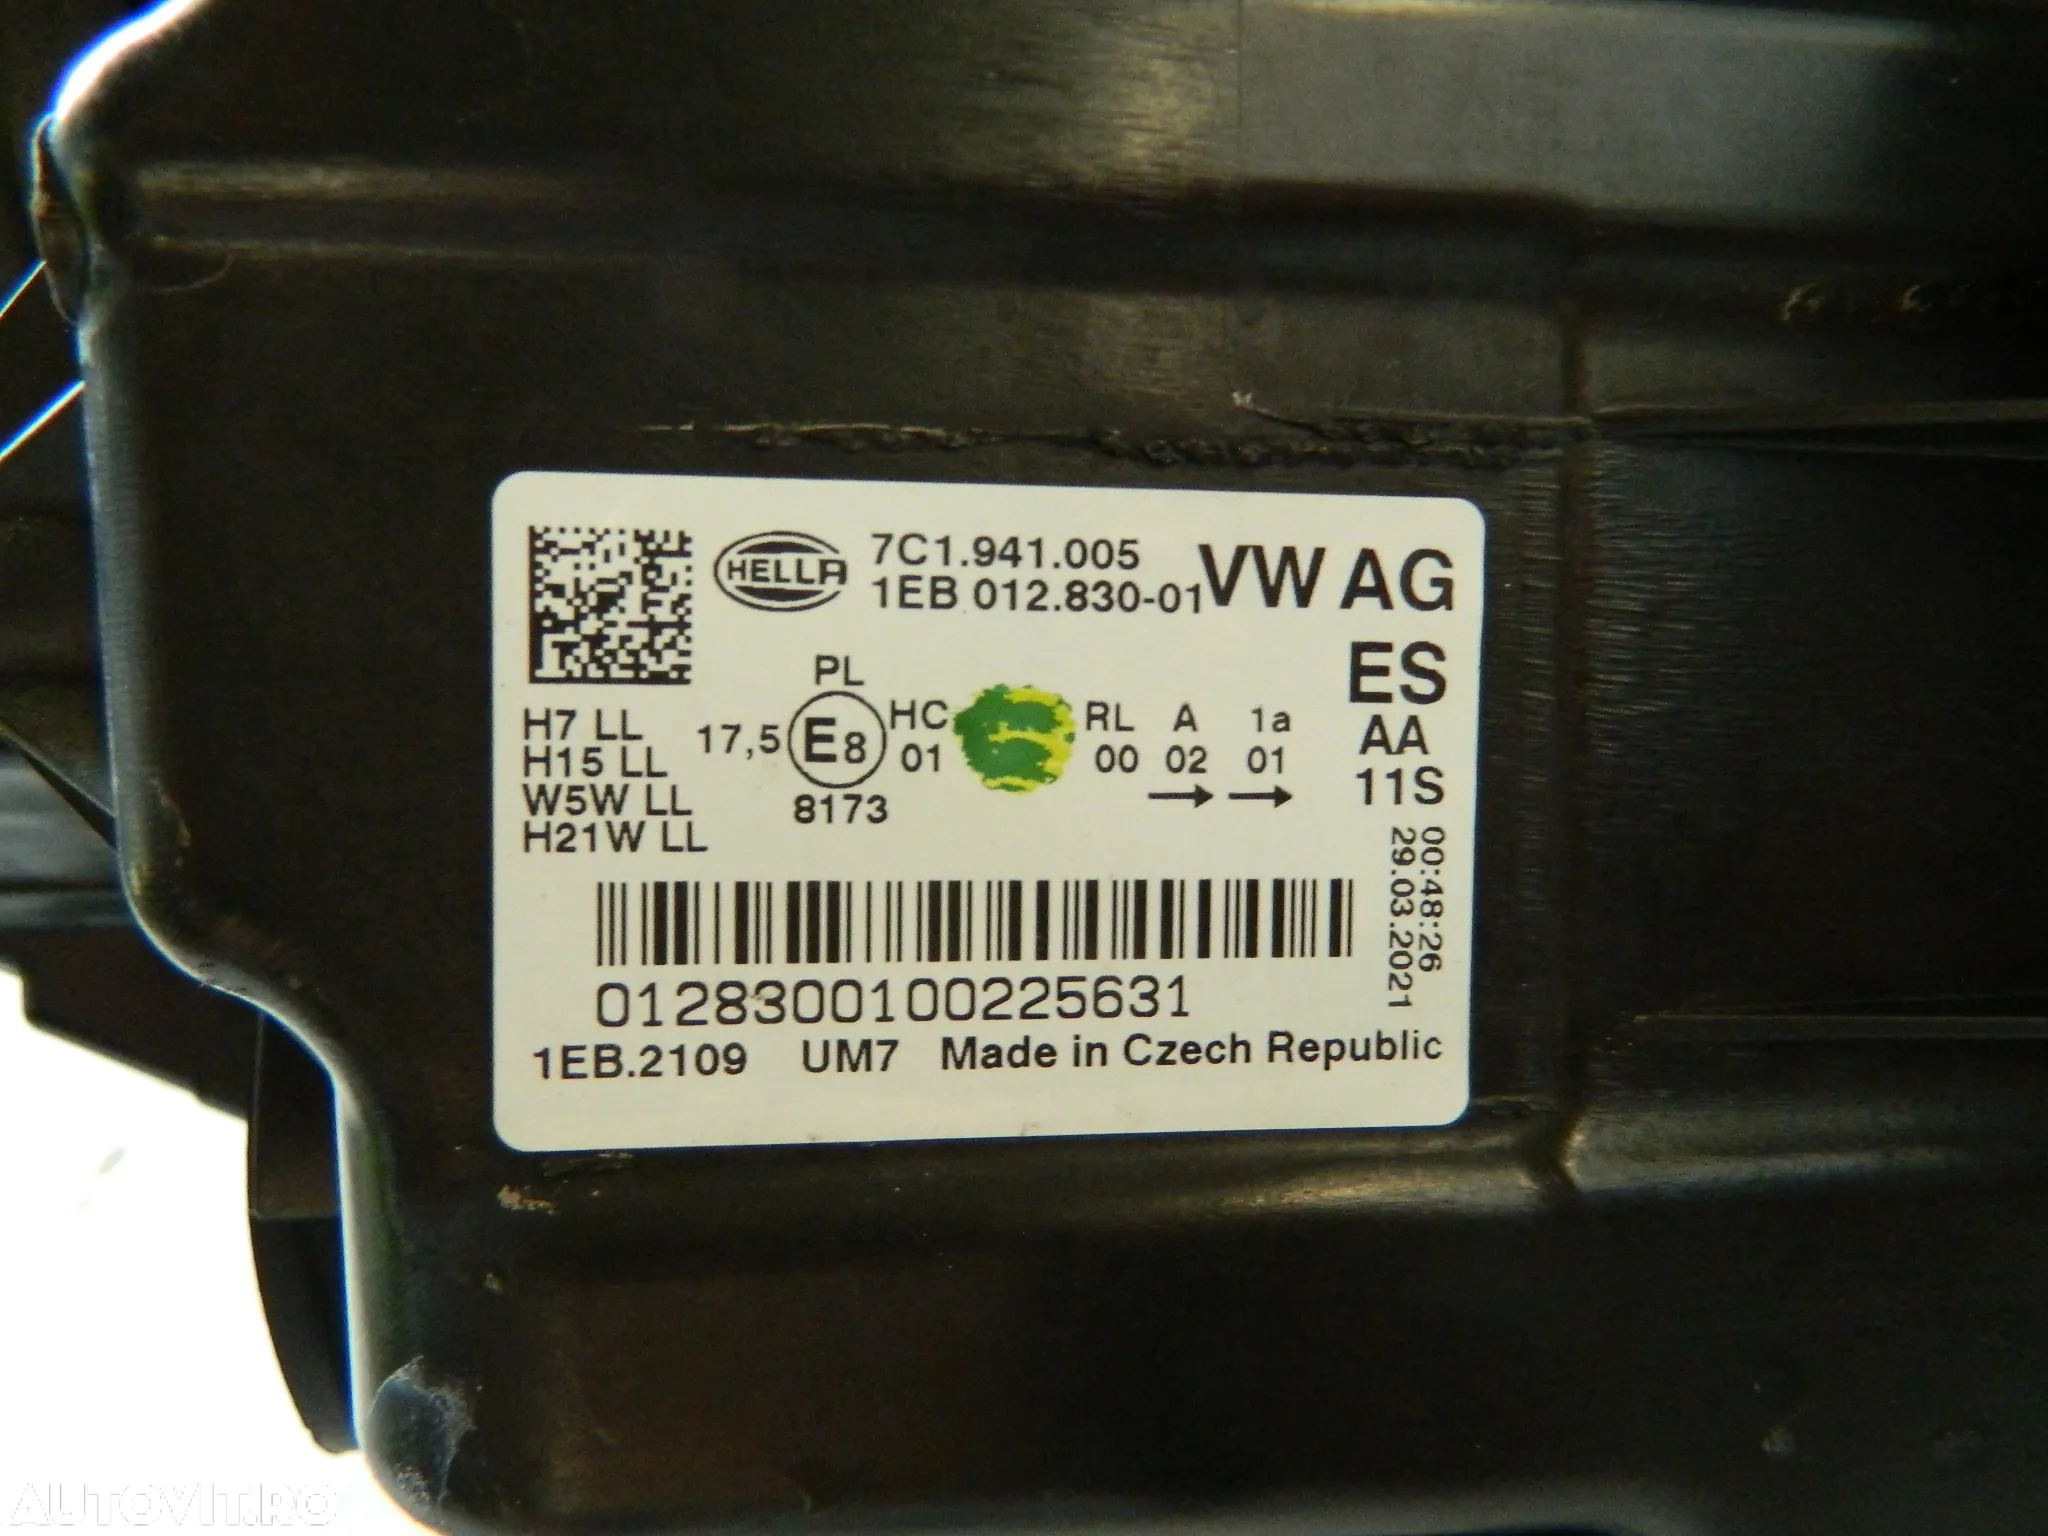 HELLA
7C1.941.005
1EB 012.830-01
VW AG
ES
AA
11S
PL
H7 LL
H15 LL
W5W LL
H21W LL
17,5
E8
8173
HC
01
RL
00
A
02
1a
01
→ →
00:48:26
29.03.2021
0128300100225631
1EB.2109 UM7 Made in Czech Republic
AUTOVIT.RO